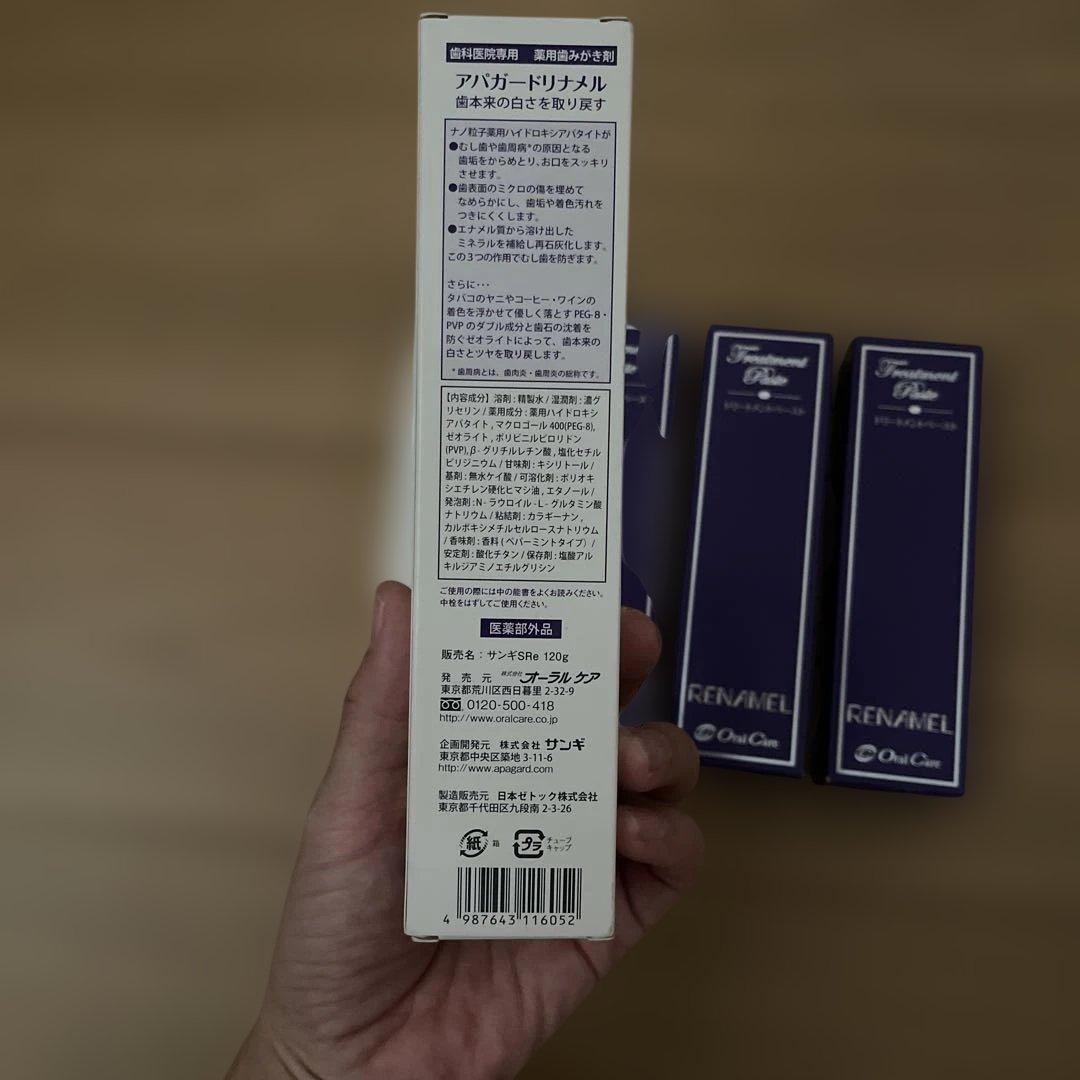 歯科医院専用 薬用歯みがき剤
アパガードリナメル
歯本来の白さを取り戻す
ナノ粒子薬用ハイドロキシアパタイトが
●むし歯や歯周病*の原因となる
歯垢をからめとり、お口をスッキリ
させます。
●歯表面のミクロの傷を埋めて
なめらかにし、歯垢や着色汚れを
つきにくくします。
●エナメル質から溶け出した
ミネラルを補給し再石灰化します。
この3つの作用でむし歯を防ぎます。
さらに・・・
タバコのヤニやコーヒー・ワインの
着色を浮かせて優しく落とす PEG-8・
PVP のダブル成分と歯石の沈着を
防ぐゼオライトによって、歯本来の
白さとツヤを取り戻します。
*歯周病とは、歯肉炎・歯周炎の総称です。
【内容成分】溶剤:精製水/湿潤剤:濃グ
リセリン/薬用成分:薬用ハイドロキシ
アパタイト,マクロゴール400(PEG-8),
ゼオライト,ポリビニルピロリドン
(PVP),β-グリチルレチン酸,塩化セチル
ピリジニウム/甘味剤:キシリトール/
基剤:無水ケイ酸/可溶化剤:ポリオキ
シエチレン硬化ヒマシ油,エタノール/
発泡剤:N-ラウロイル-L-グルタミン酸
ナトリウム/粘結剤:カラギーナン,
カルボキシメチルセルロースナトリウム
/香味剤:香料(ペパーミントタイプ)/
安定剤:酸化チタン/保存剤:塩酸アル
キルジアミノエチルグリシン
ご使用の際には中の能書をよくお読みください。
中栓をはずしてご使用ください。
医薬部外品
販売名:サンギSRe 120g
発売元 株式会社オーラルケア
東京都荒川区西日暮里 2-32-9
0120-500-418
http://www.oralcare.co.jp
企画開発元 株式会社 サンギ
東京都中央区築地 3-11-6
http://www.apagard.com
製造販売元 日本ゼトック株式会社
東京都千代田区九段南 2-3-26
紙 箱 プラ チューブ
キャップ
4 987643 116052
Treatment
Paste
トリートメントペースト
RENAMEL
Oral Care
Treatment
Paste
トリートメントペースト
RENAMEL
Oral Care